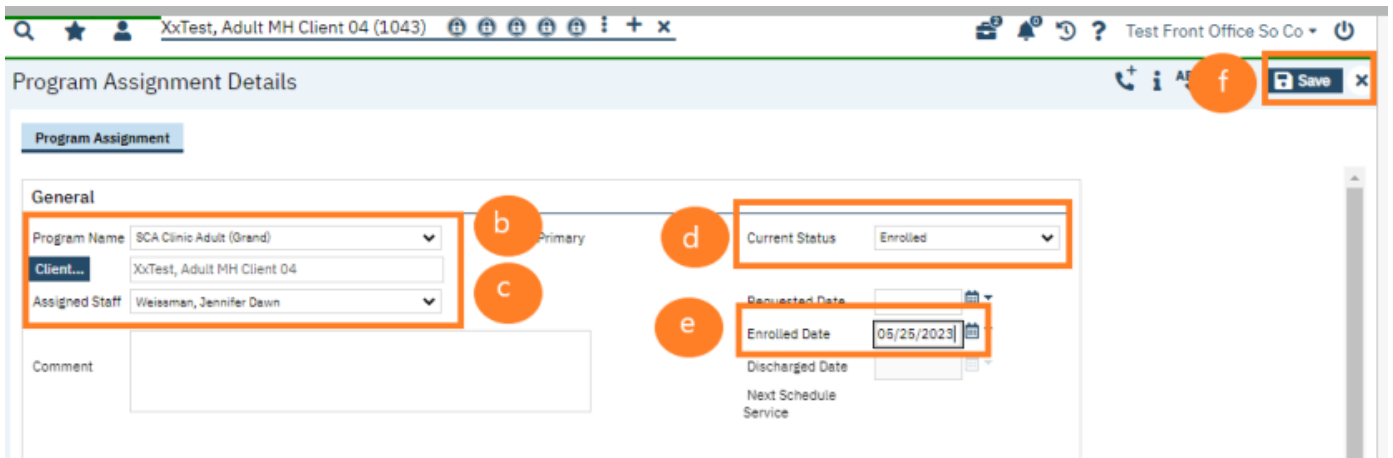 XxTest, Adult MH Client 04 (1043) 2 0 ? Test Front Office So Co
Program Assignment Details f Save
Program Assignment
General
b
Program Name SCA Clinic Adult (Grand) Primary d Current Status Enrolled
Client... XxTest, Adult MH Client 04
c
Assigned Staff Weissman, Jennifer Dawn Requested Date
e Enrolled Date 05/25/2023
Comment Discharged Date
Next Schedule
Service